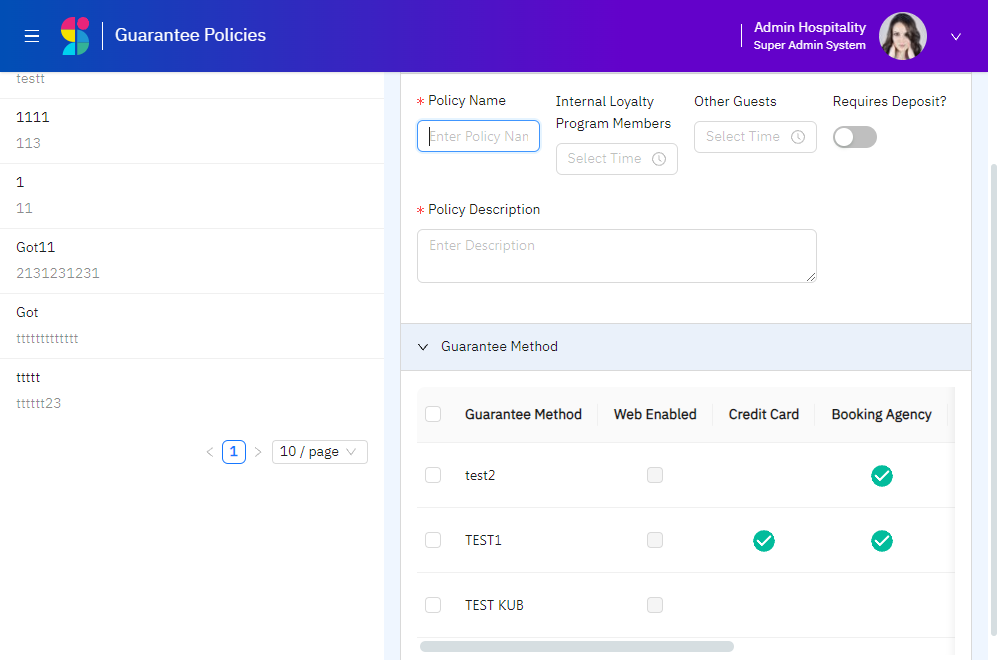 Guarantee Policies
Admin Hospitality
Super Admin System
testt
1111
113
1
11
Got11
2131231231
Got
ttttttttttttt
ttttt
tttttt23
1
10 / page
* Policy Name
Enter Policy Nan
Internal Loyalty
Program Members
Select Time
Other Guests
Select Time
Requires Deposit?
* Policy Description
Enter Description
Guarantee Method
Guarantee Method Web Enabled Credit Card Booking Agency
test2
TEST1
TEST KUB